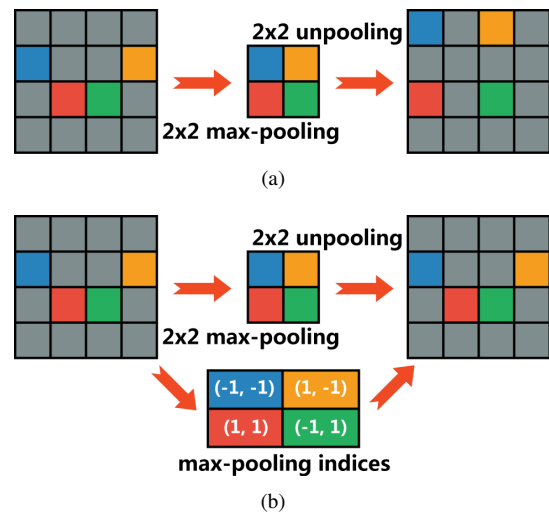 2x2 unpooling
2x2 max-pooling
(a)
2x2 unpooling
2x2 max-pooling
(-1, -1) (1, -1)
(1, 1) (-1, 1)
max-pooling indices
(b)